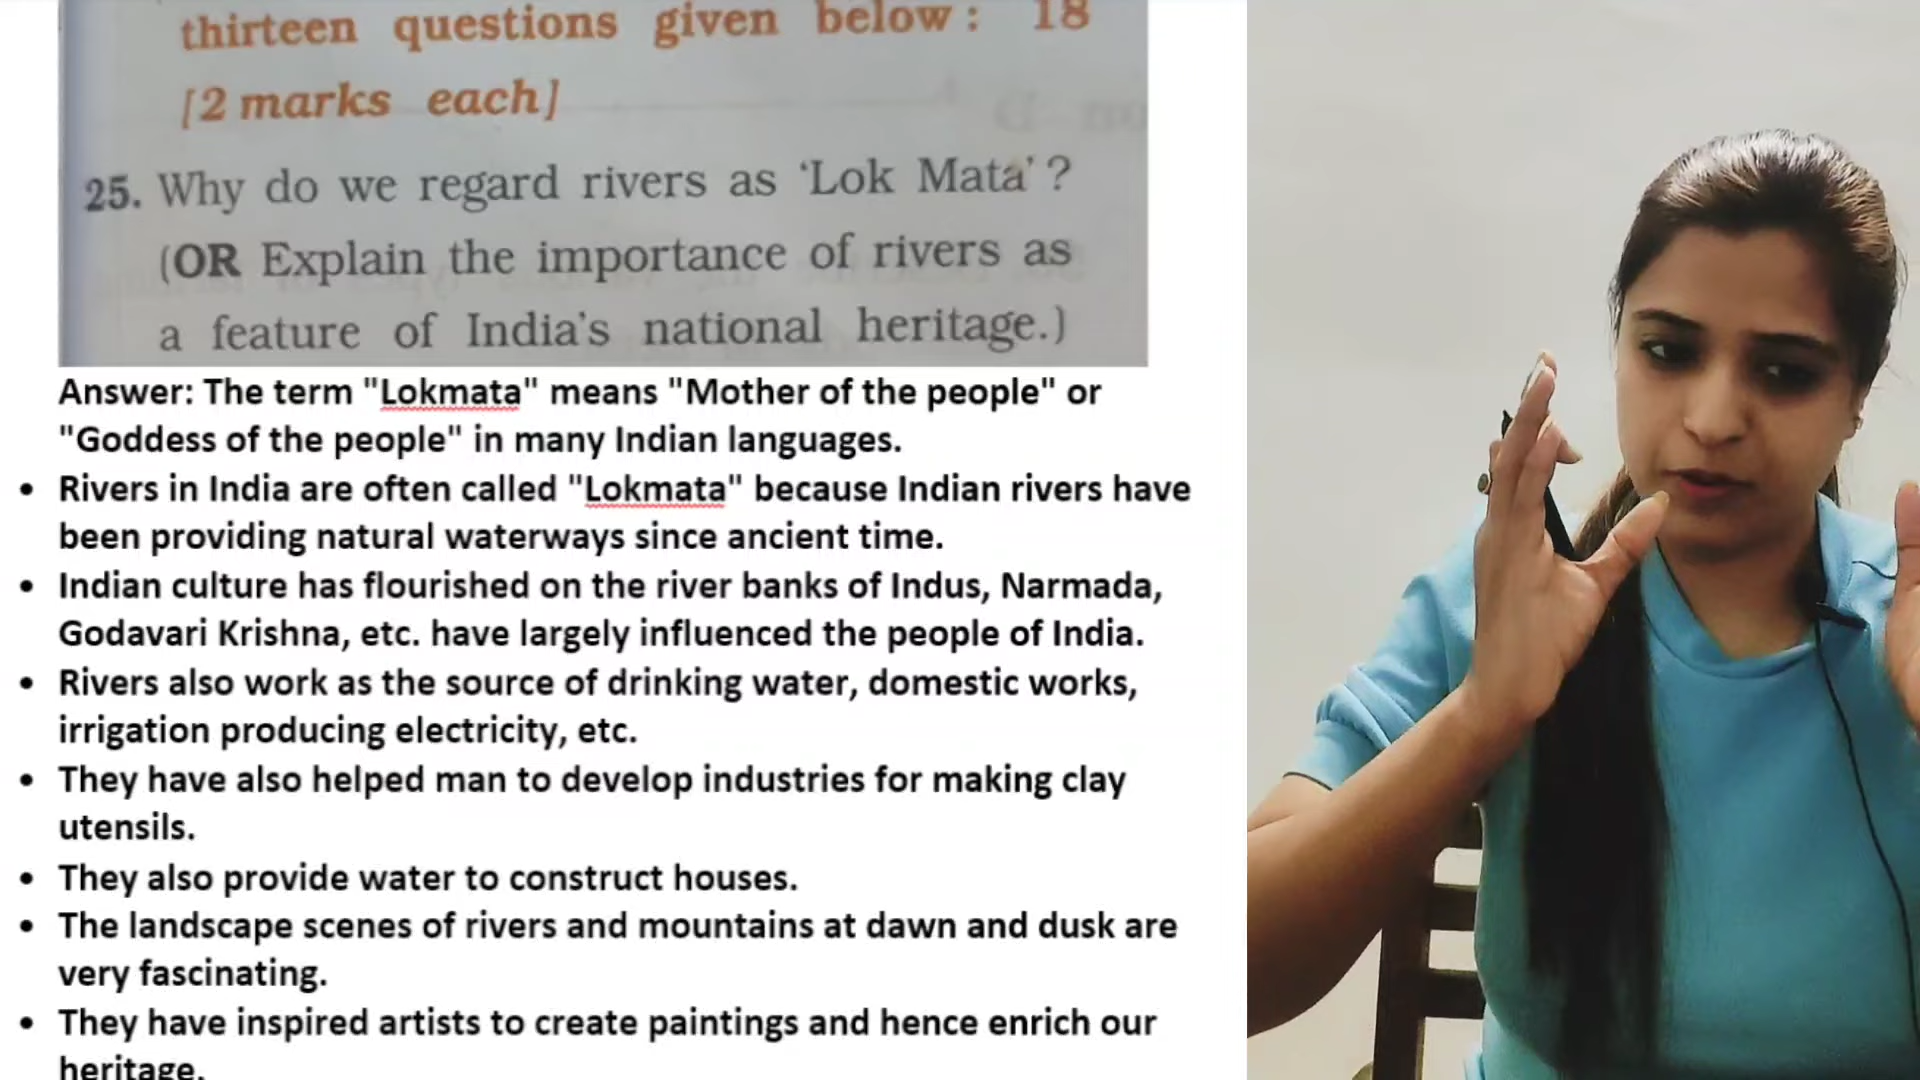 thirteen questions given below : 18
[2 marks each]
25. Why do we regard rivers as ‘Lok Mata’ ?
(OR Explain the importance of rivers as
a feature of India’s national heritage.)
Answer: The term "Lokmata" means "Mother of the people" or
"Goddess of the people" in many Indian languages.
• Rivers in India are often called "Lokmata" because Indian rivers have
been providing natural waterways since ancient time.
• Indian culture has flourished on the river banks of Indus, Narmada,
Godavari Krishna, etc. have largely influenced the people of India.
• Rivers also work as the source of drinking water, domestic works,
irrigation producing electricity, etc.
• They have also helped man to develop industries for making clay
utensils.
• They also provide water to construct houses.
• The landscape scenes of rivers and mountains at dawn and dusk are
very fascinating.
• They have inspired artists to create paintings and hence enrich our
heritage.